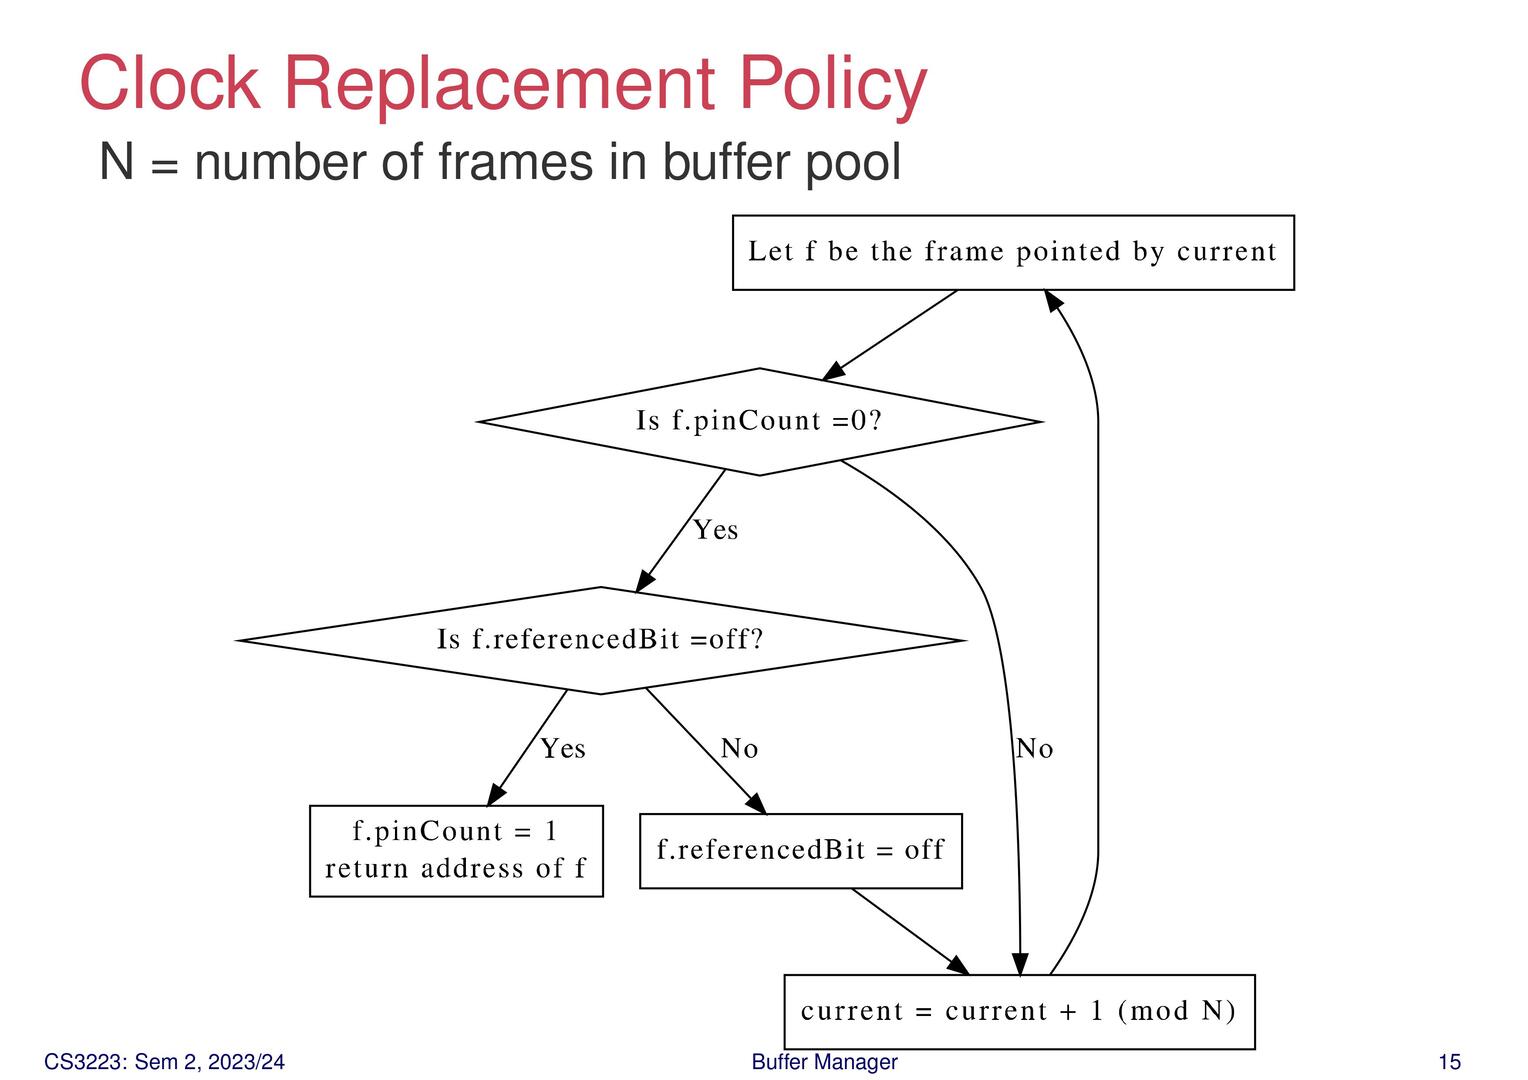 Clock Replacement Policy
N = number of frames in buffer pool
Let f be the frame pointed by current
Is f.pinCount =0?
Yes
Is f.referencedBit =off?
Yes
No
No
f.pinCount = 1
return address of f
f.referencedBit = off
current = current + 1 (mod N)
CS3223: Sem 2, 2023/24
Buffer Manager
15